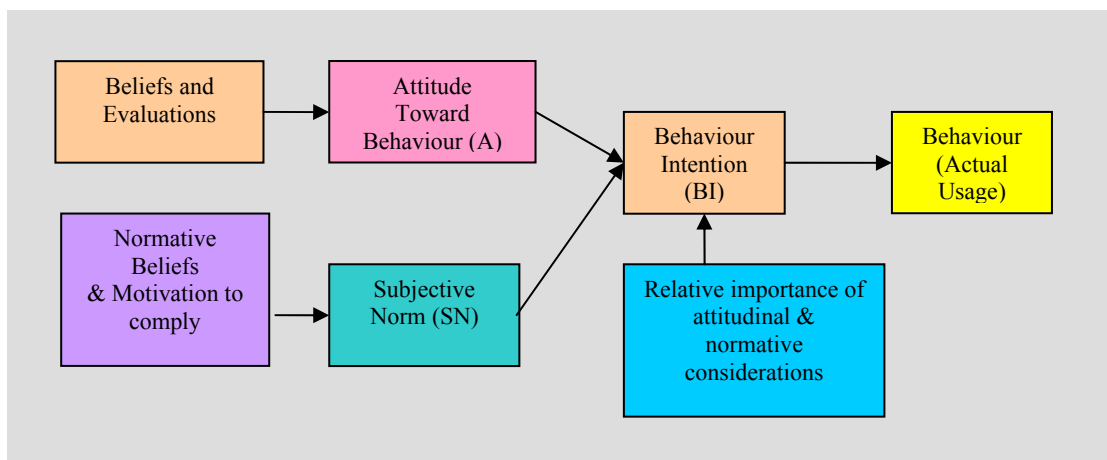 Beliefs and
Evaluations
Attitude
Toward
Behaviour (A)
Behaviour
Intention
(BI)
Behaviour
(Actual
Usage)
Normative
Beliefs
& Motivation to
comply
Subjective
Norm (SN)
Relative importance of
attitudinal &
normative
considerations